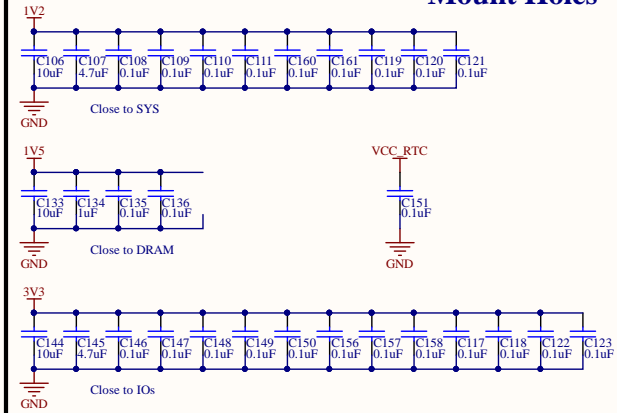 Mount Holes
1V2
C106 C107 C108 C109 C110 C111 C160 C161 C119 C120 C121
10uF 4.7uF 0.1uF 0.1uF 0.1uF 0.1uF 0.1uF 0.1uF 0.1uF 0.1uF 0.1uF
Close to SYS
GND
1V5 VCC_RTC
C133 C134 C135 C136 C151
10uF 1uF 0.1uF 0.1uF 0.1uF
Close to DRAM
GND GND
3V3
C144 C145 C146 C147 C148 C149 C150 C156 C157 C158 C117 C118 C122 C123
10uF 4.7uF 0.1uF 0.1uF 0.1uF 0.1uF 0.1uF 0.1uF 0.1uF 0.1uF 0.1uF 0.1uF 0.1uF 0.1uF
Close to IOs
GND